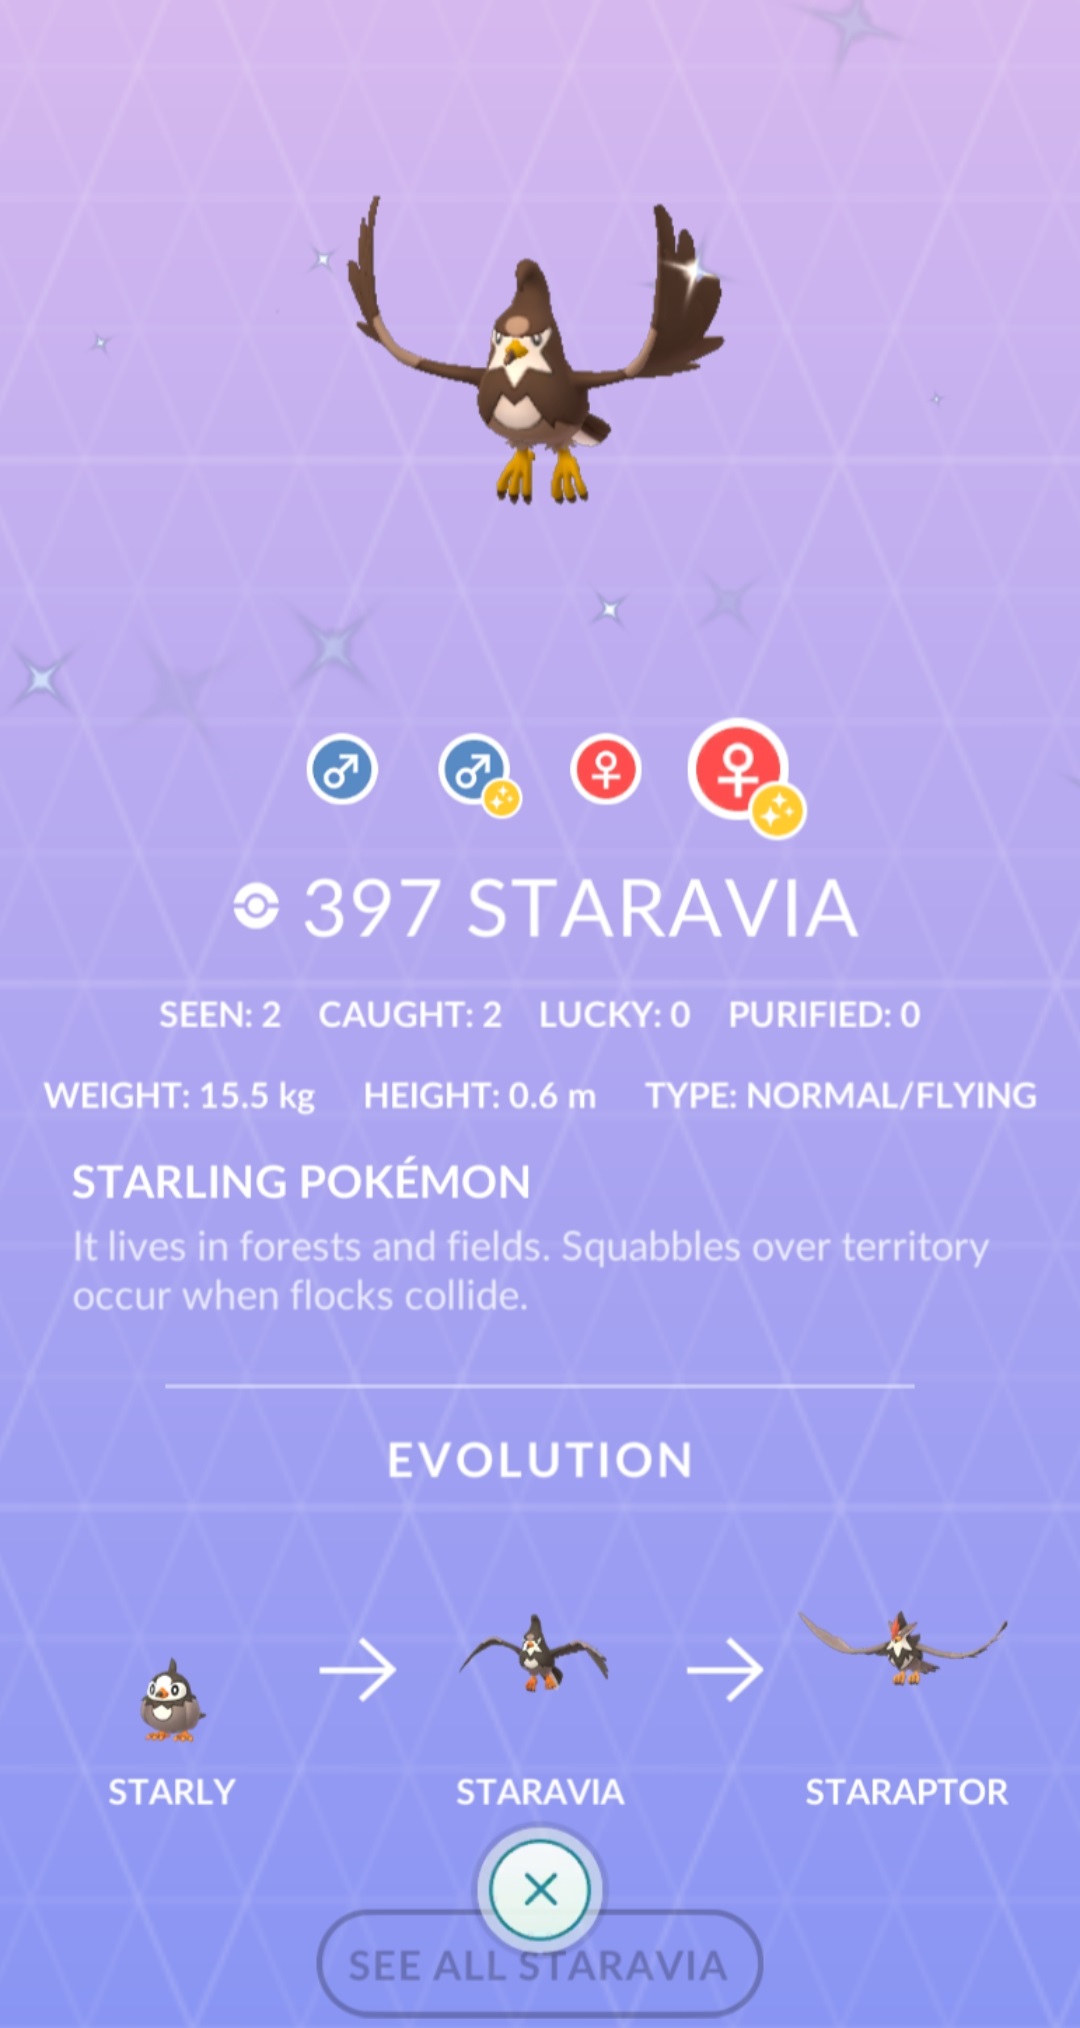 397 STARAVIA
SEEN: 2 CAUGHT: 2 LUCKY: 0 PURIFIED: 0
WEIGHT: 15.5 kg HEIGHT: 0.6 m TYPE: NORMAL/FLYING
STARLING POKÉMON
It lives in forests and fields. Squabbles over territory
occur when flocks collide.
EVOLUTION
STARLY STARAVIA STARAPTOR
SEE ALL STARAVIA